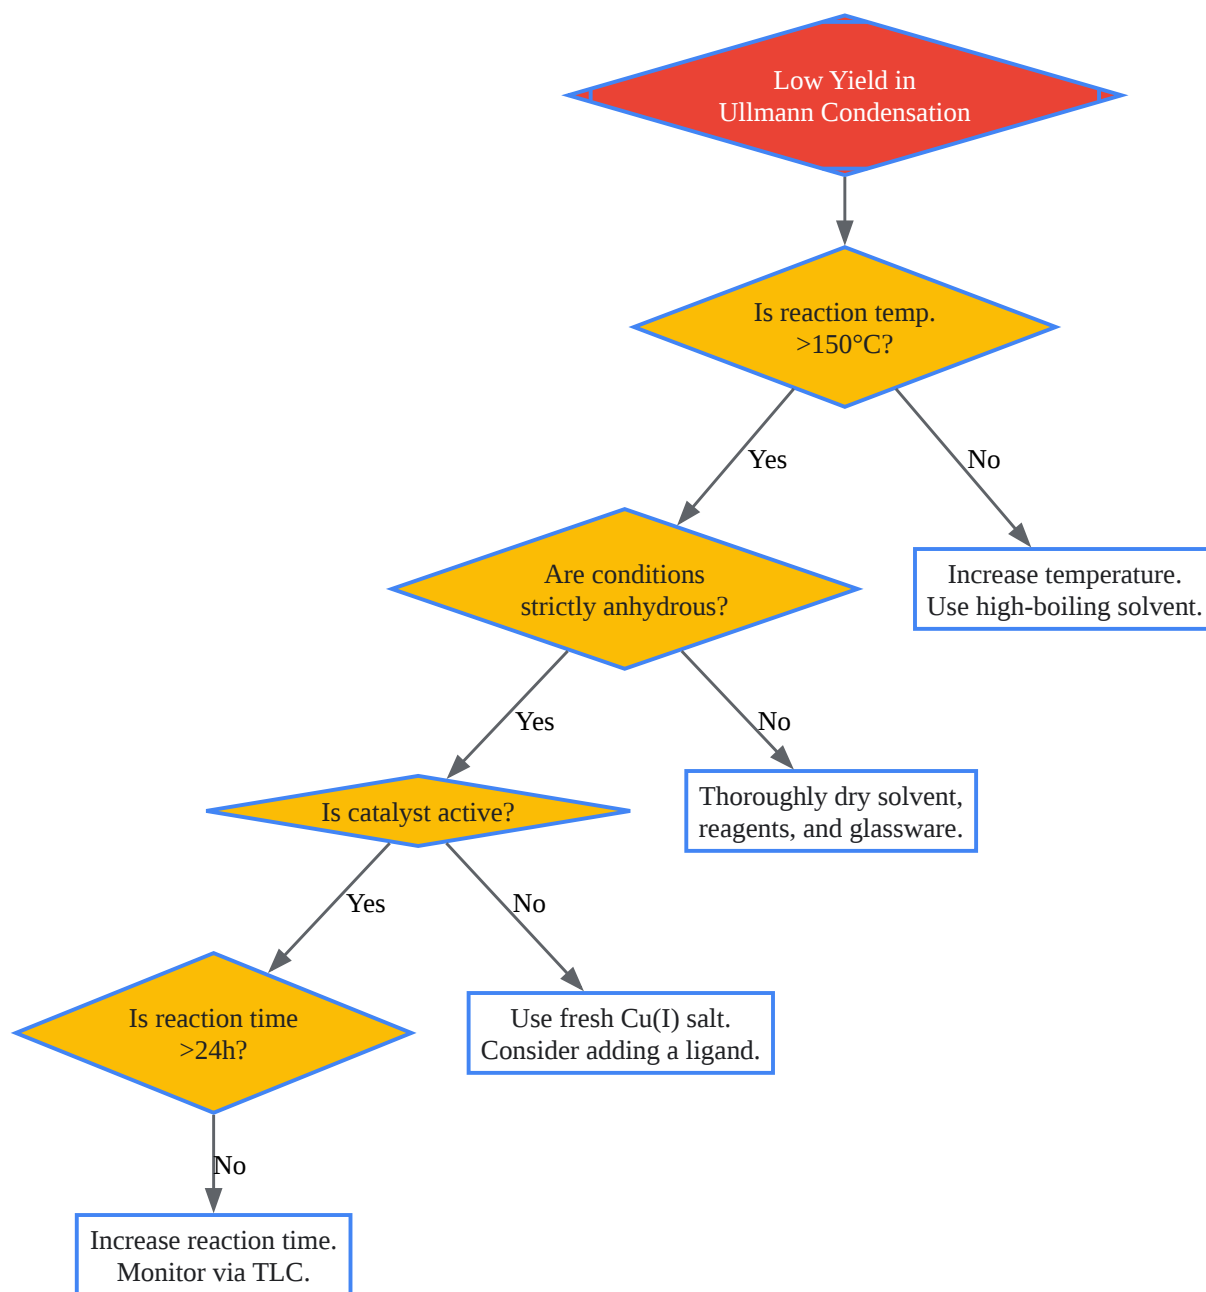 Low Yield in
Ullmann Condensation
Is reaction temp.
>150°C?
Yes
No
Are conditions
strictly anhydrous?
Increase temperature.
Use high-boiling solvent.
Yes
No
Is catalyst active?
Thoroughly dry solvent,
reagents, and glassware.
Yes
No
Is reaction time
>24h?
Use fresh Cu(I) salt.
Consider adding a ligand.
No
Increase reaction time.
Monitor via TLC.